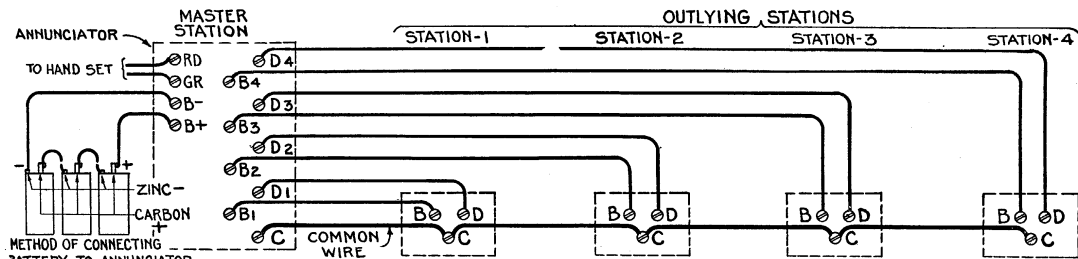 MASTER
STATION
OUTLYING STATIONS
ANNUNCIATOR
STATION-1
STATION-2
STATION-3
STATION-4
TO HAND SET
RD
GR
B-
B+
D4
B4
D3
B3
D2
B2
D1
B1
C
-
+
ZINC-
CARBON
+
METHOD OF CONNECTING
BATTERY TO ANNUNCIATOR
COMMON
WIRE
B
D
C
B
D
C
B
D
C
B
D
C